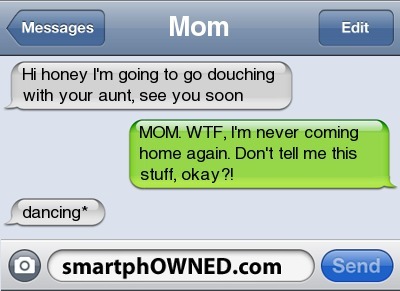 Messages Mom Edit
Hi honey I'm going to go douching
with your aunt, see you soon
MOM. WTF, I'm never coming
home again. Don't tell me this
stuff, okay?!
dancing*
smartphOWNED.com Send